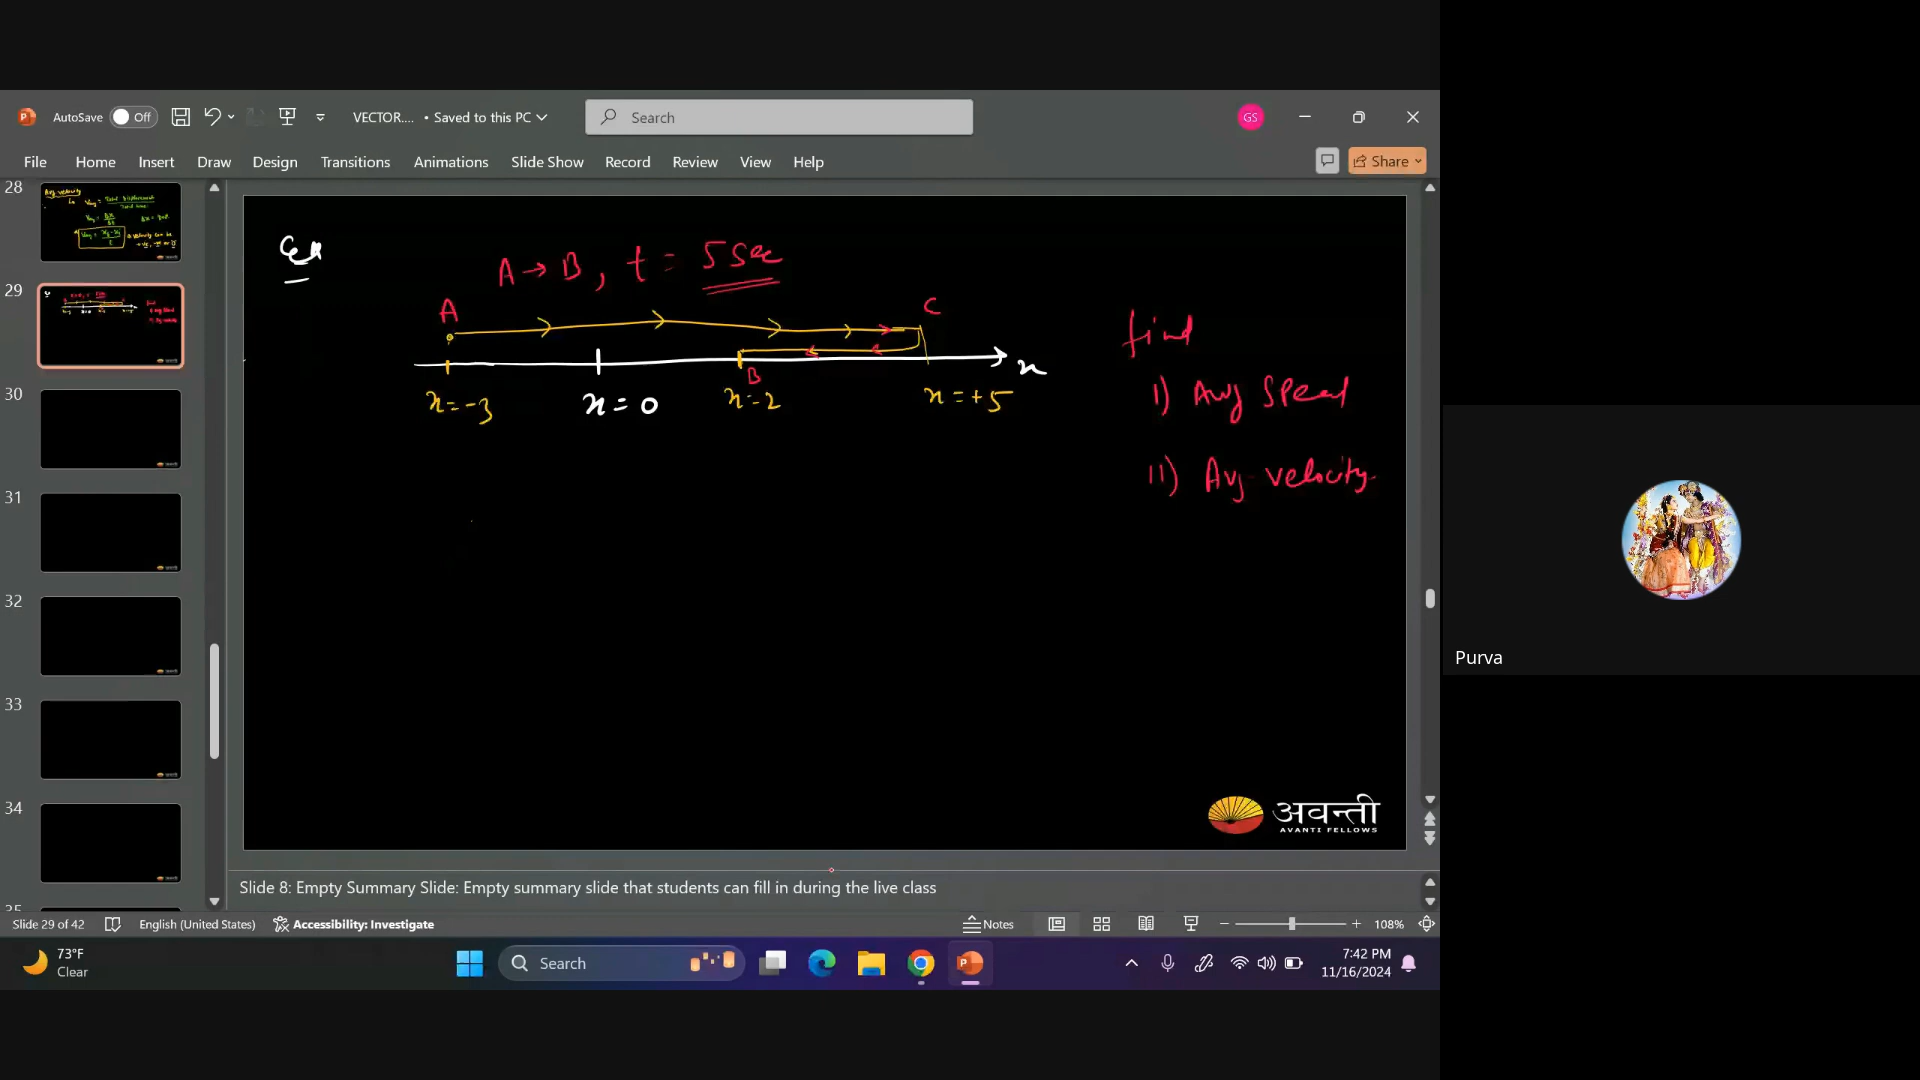 AutoSave Off VECTOR.... • Saved to this PC Search GS
File Home Insert Draw Design Transitions Animations Slide Show Record Review View Help Share
28
29
30
31
32
33
34
Ex
A → B, t = 5 Sec
A C
B
x
x=-3 x = 0 x=2 x=+5
find
I) Avg Speed
II) Avg. velocity.
अवन्ती
AVANTI FELLOWS
Slide 8: Empty Summary Slide: Empty summary slide that students can fill in during the live class
Slide 29 of 42 English (United States) Accessibility: Investigate Notes 108%
73°F
Clear
Search
7:42 PM
11/16/2024
Purva